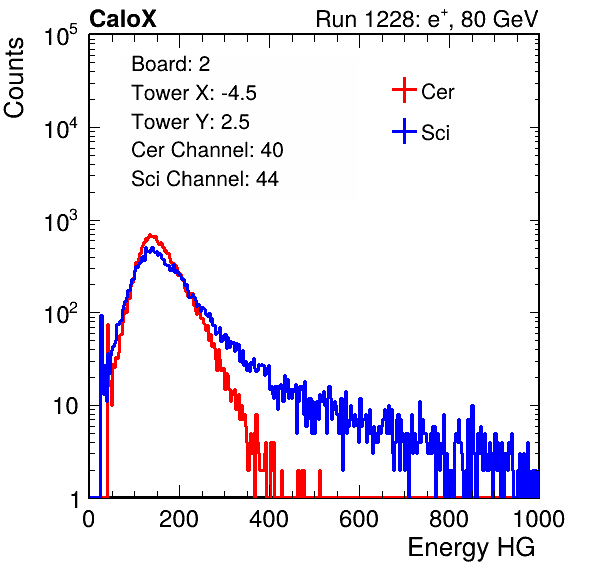 CaloX Run 1228: e⁺, 80 GeV
Counts
Board: 2
Tower X: -4.5
Tower Y: 2.5
Cer Channel: 40
Sci Channel: 44
Cer
Sci
10⁵
10⁴
10³
10²
10
1
0 200 400 600 800 1000
Energy HG